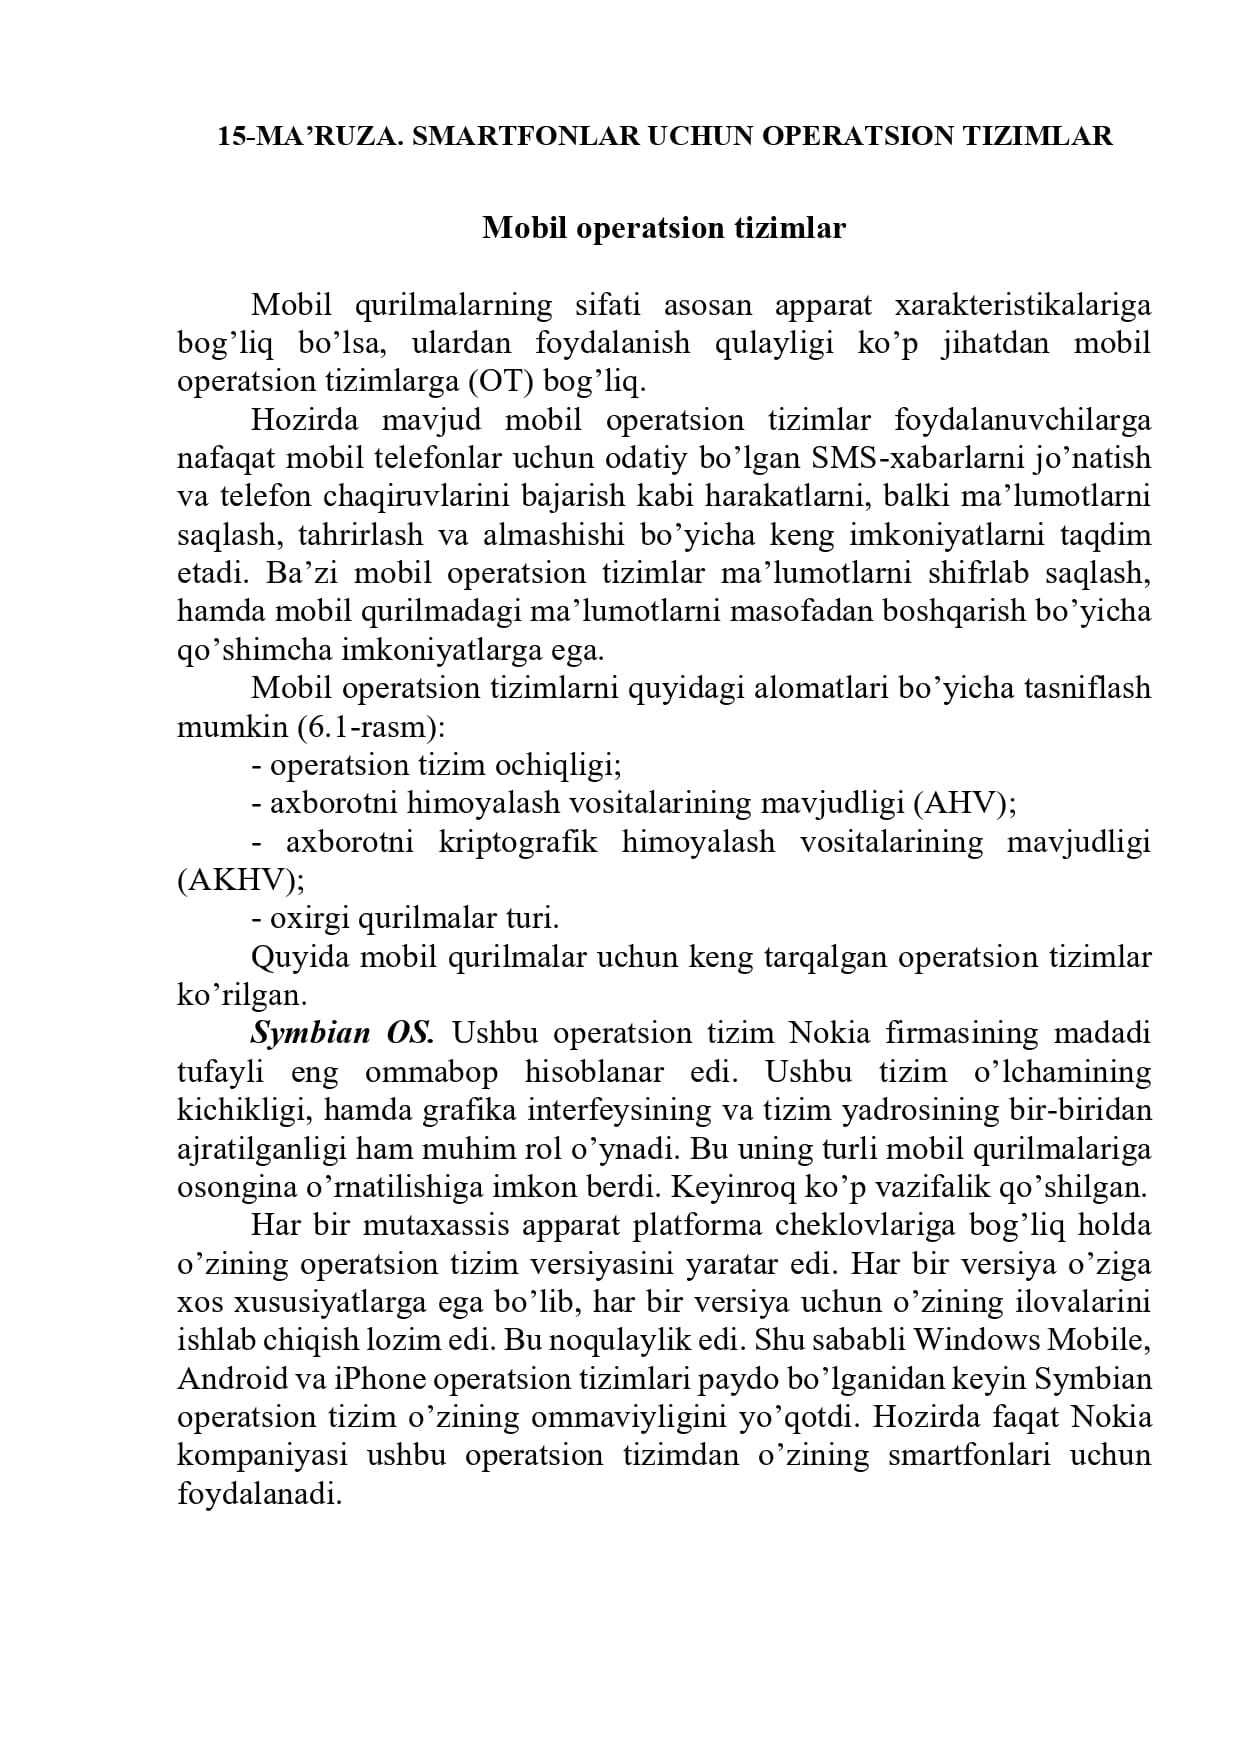 15-MA’RUZA. SMARTFONLAR UCHUN OPERATSION TIZIMLAR
Mobil operatsion tizimlar
Mobil qurilmalarning sifati asosan apparat xarakteristikalariga
bog’liq bo’lsa, ulardan foydalanish qulayligi ko’p jihatdan mobil
operatsion tizimlarga (OT) bog’liq.
Hozirda mavjud mobil operatsion tizimlar foydalanuvchilarga
nafaqat mobil telefonlar uchun odatiy bo’lgan SMS-xabarlarni jo’natish
va telefon chaqiruvlarini bajarish kabi harakatlarni, balki ma’lumotlarni
saqlash, tahrirlash va almashishi bo’yicha keng imkoniyatlarni taqdim
etadi. Ba’zi mobil operatsion tizimlar ma’lumotlarni shifrlab saqlash,
hamda mobil qurilmadagi ma’lumotlarni masofadan boshqarish bo’yicha
qo’shimcha imkoniyatlarga ega.
Mobil operatsion tizimlarni quyidagi alomatlari bo’yicha tasniflash
mumkin (6.1-rasm):
- operatsion tizim ochiqligi;
- axborotni himoyalash vositalarining mavjudligi (AHV);
- axborotni kriptografik himoyalash vositalarining mavjudligi
(AKHV);
- oxirgi qurilmalar turi.
Quyida mobil qurilmalar uchun keng tarqalgan operatsion tizimlar
ko’rilgan.
Symbian OS. Ushbu operatsion tizim Nokia firmasining madadi
tufayli eng ommabop hisoblanar edi. Ushbu tizim o’lchamining
kichikligi, hamda grafika interfeysining va tizim yadrosining bir-biridan
ajratilganligi ham muhim rol o’ynadi. Bu uning turli mobil qurilmalariga
osongina o’rnatilishiga imkon berdi. Keyinroq ko’p vazifalik qo’shilgan.
Har bir mutaxassis apparat platforma cheklovlariga bog’liq holda
o’zining operatsion tizim versiyasini yaratar edi. Har bir versiya o’ziga
xos xususiyatlarga ega bo’lib, har bir versiya uchun o’zining ilovalarini
ishlab chiqish lozim edi. Bu noqulaylik edi. Shu sababli Windows Mobile,
Android va iPhone operatsion tizimlari paydo bo’lganidan keyin Symbian
operatsion tizim o’zining ommaviyligini yo’qotdi. Hozirda faqat Nokia
kompaniyasi ushbu operatsion tizimdan o’zining smartfonlari uchun
foydalanadi.